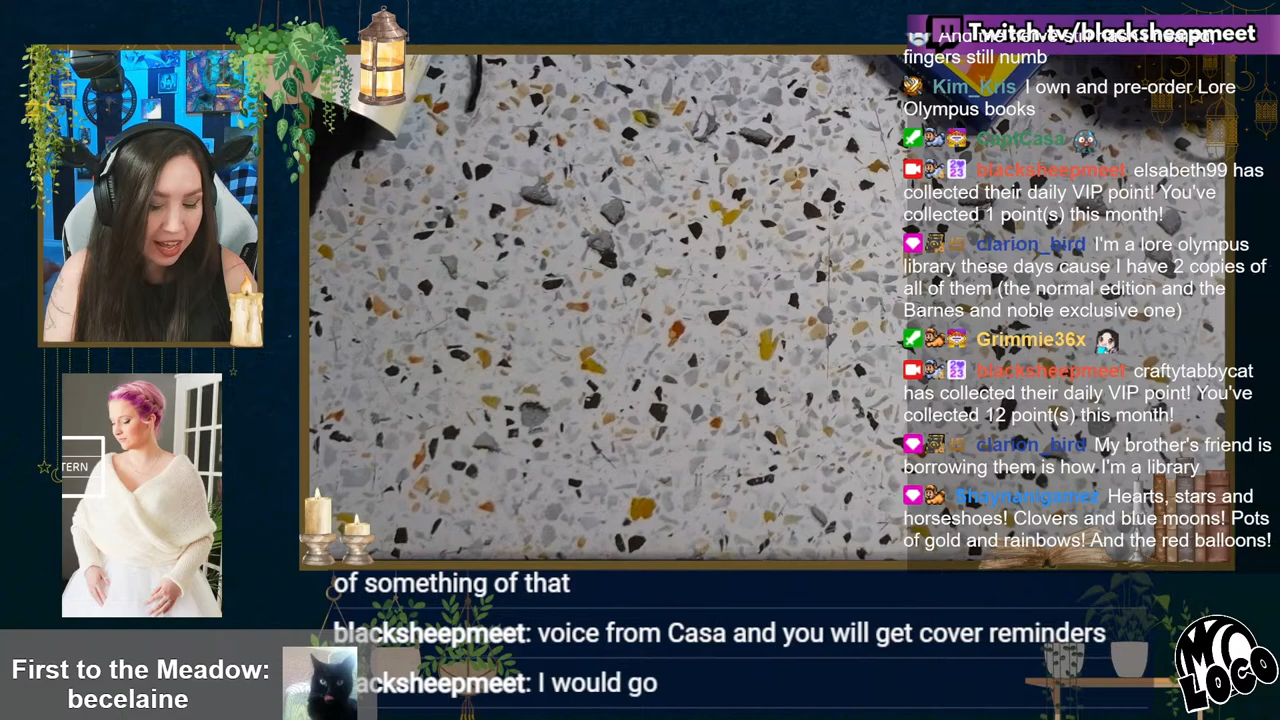 Twitch.tv/blacksheepmeet
fingers still numb
Kim_Kris I own and pre-order Lore
Olympus books
CaptCasa
blacksheepmeet elsabeth99 has
collected their daily VIP point! You've
collected 1 point(s) this month!
clarion_bird I'm a lore olympus
library these days cause I have 2 copies of
all of them (the normal edition and the
Barnes and noble exclusive one)
Grimmie36x
blacksheepmeet craftytabbycat
has collected their daily VIP point! You've
collected 12 point(s) this month!
clarion_bird My brother's friend is
borrowing them is how I'm a library
Shaynanigamez Hearts, stars and
horseshoes! Clovers and blue moons! Pots
of gold and rainbows! And the red balloons!
TERN
of something of that
blacksheepmeet: voice from Casa and you will get cover reminders
acksheepmeet: I would go
First to the Meadow:
becelaine
MC
LOCO